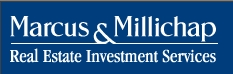 Marcus & Millichap
Real Estate Investment Services